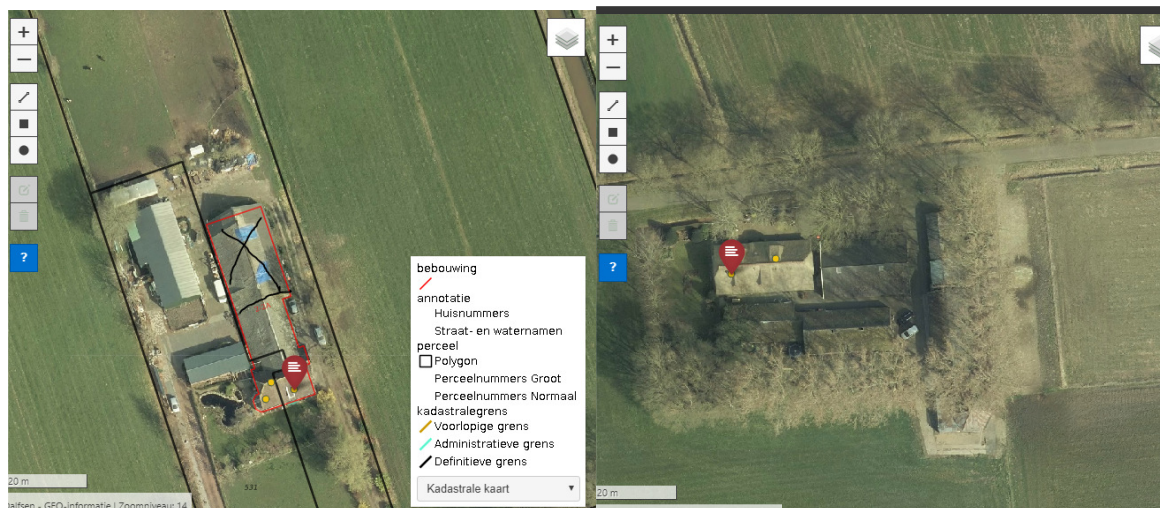 +
−
?
bebouwing
annotatie
Huisnummers
Straat- en waternamen
perceel
Polygon
Perceelnummers Groot
Perceelnummers Normaal
kadastralegrens
Voorlopige grens
Administratieve grens
Definitieve grens
Kadastrale kaart
331
20 m
Dalfsen - GEO-informatie | Zoomniveau: 14
+
−
?
20 m